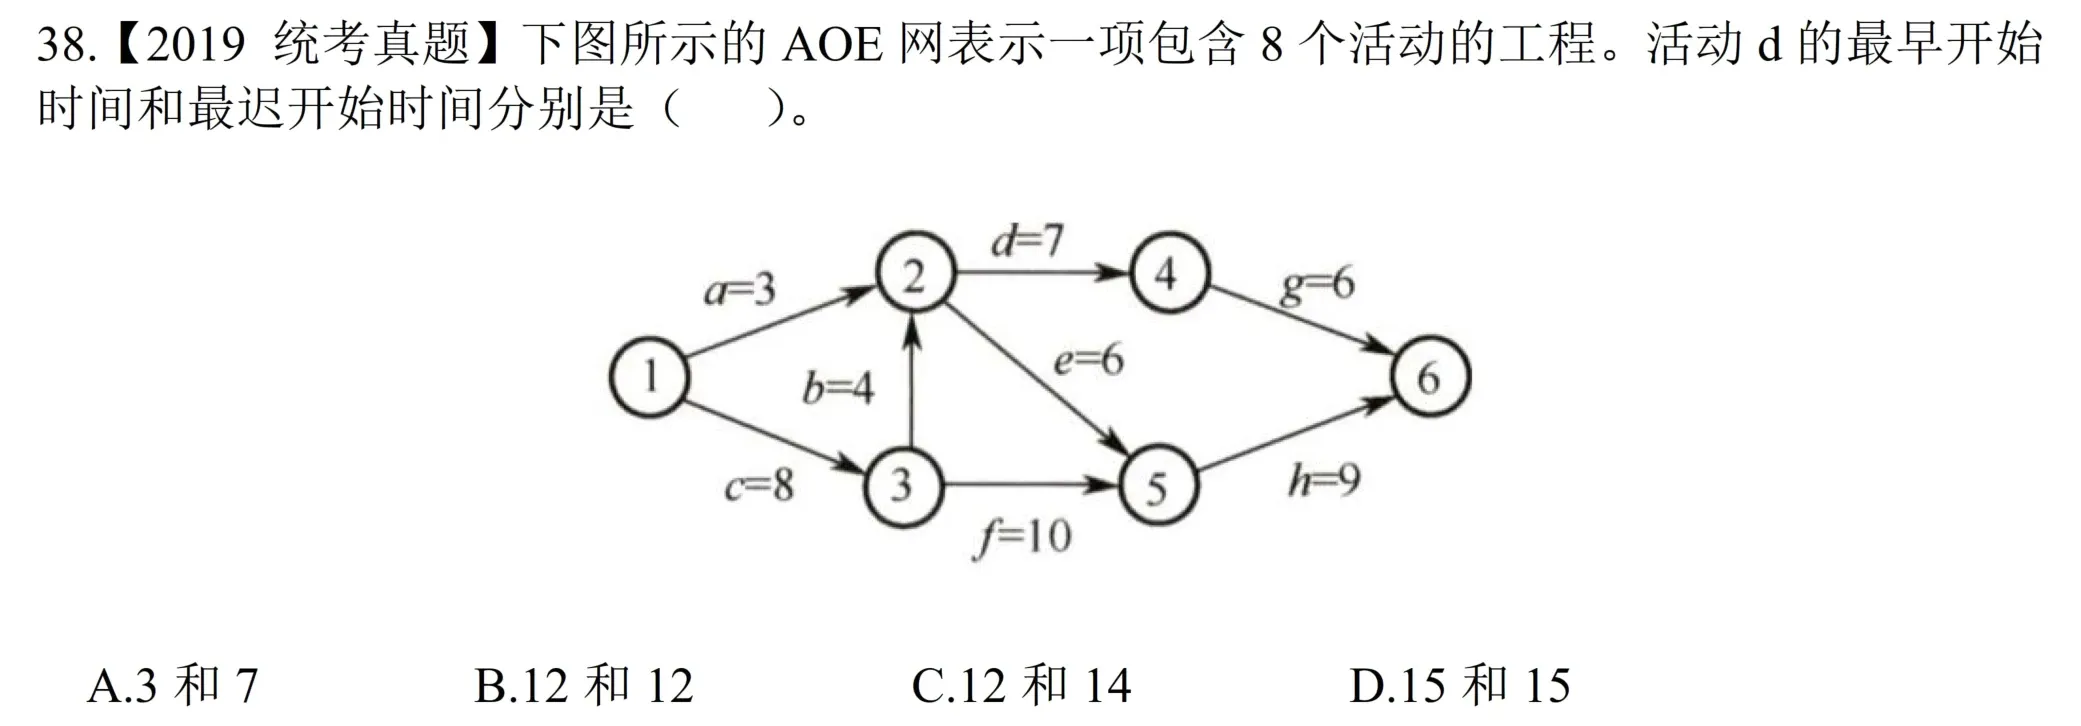 38.【2019 统考真题】下图所示的 AOE 网表示一项包含 8 个活动的工程。活动 d 的最早开始
时间和最迟开始时间分别是（　　）。
d=7
2
4
a=3
g=6
1
b=4
e=6
6
c=8
3
5
h=9
f=10
A.3 和 7　B.12 和 12　C.12 和 14　D.15 和 15